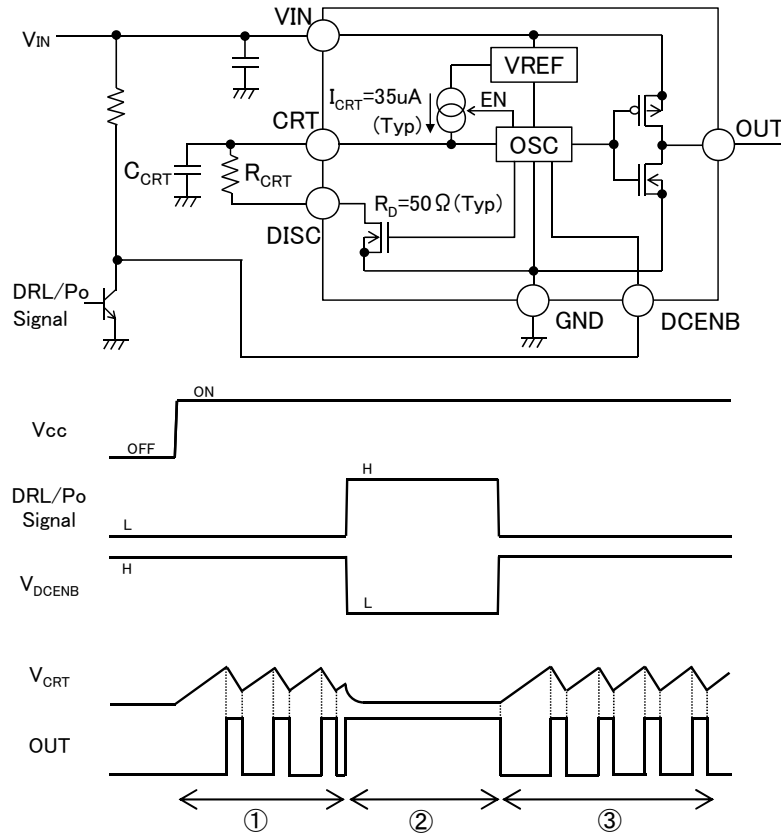 VIN
VIN
VREF
ICRT=35uA
(Typ)
EN
CRT
OSC
OUT
CCRT
RCRT
RD=50Ω(Typ)
DISC
DRL/Po
Signal
GND
DCENB
ON
Vcc
OFF
H
DRL/Po
Signal
L
H
VDCENB
L
VCRT
OUT
①
②
③